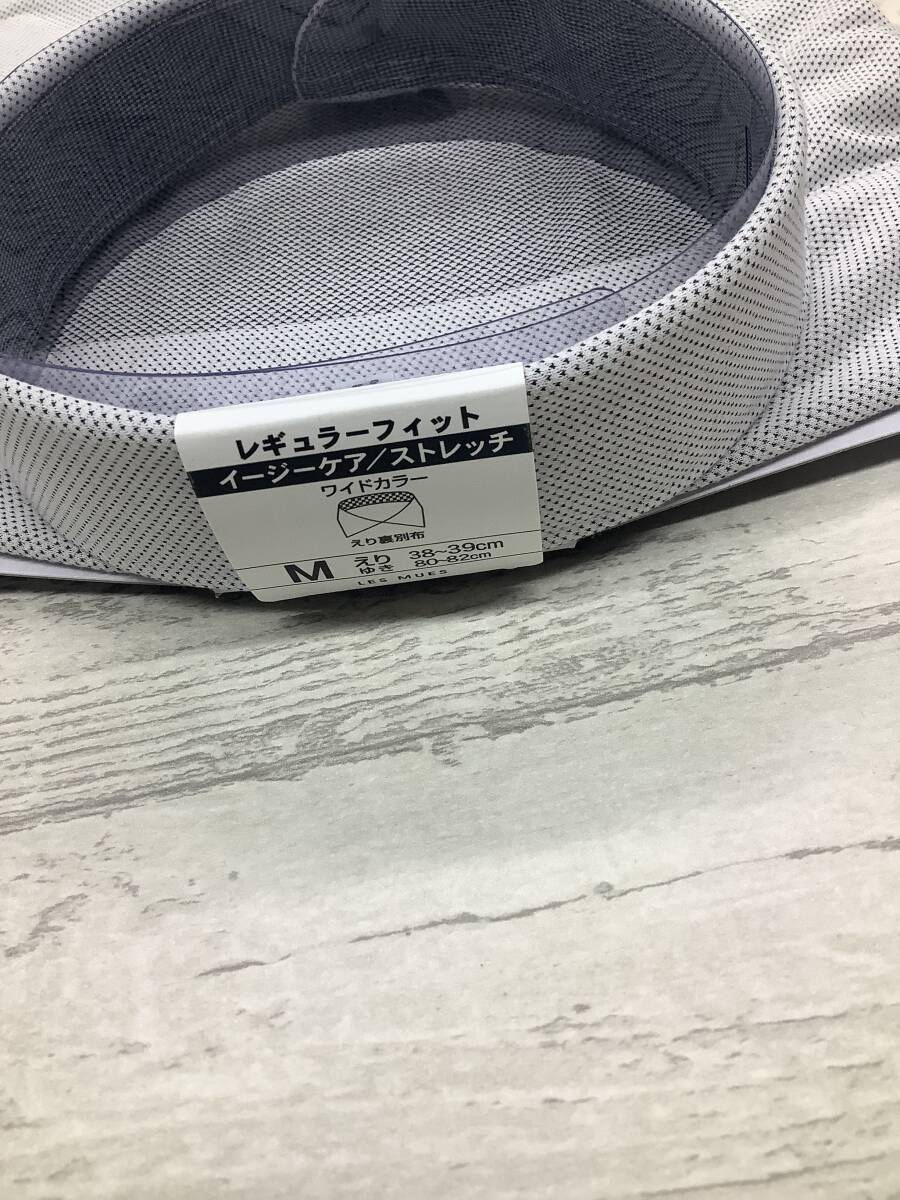 レギュラーフィット
イージーケア/ストレッチ
ワイドカラー
えり裏別布
M えり 38~39cm
ゆき 80~82cm
LES MUES